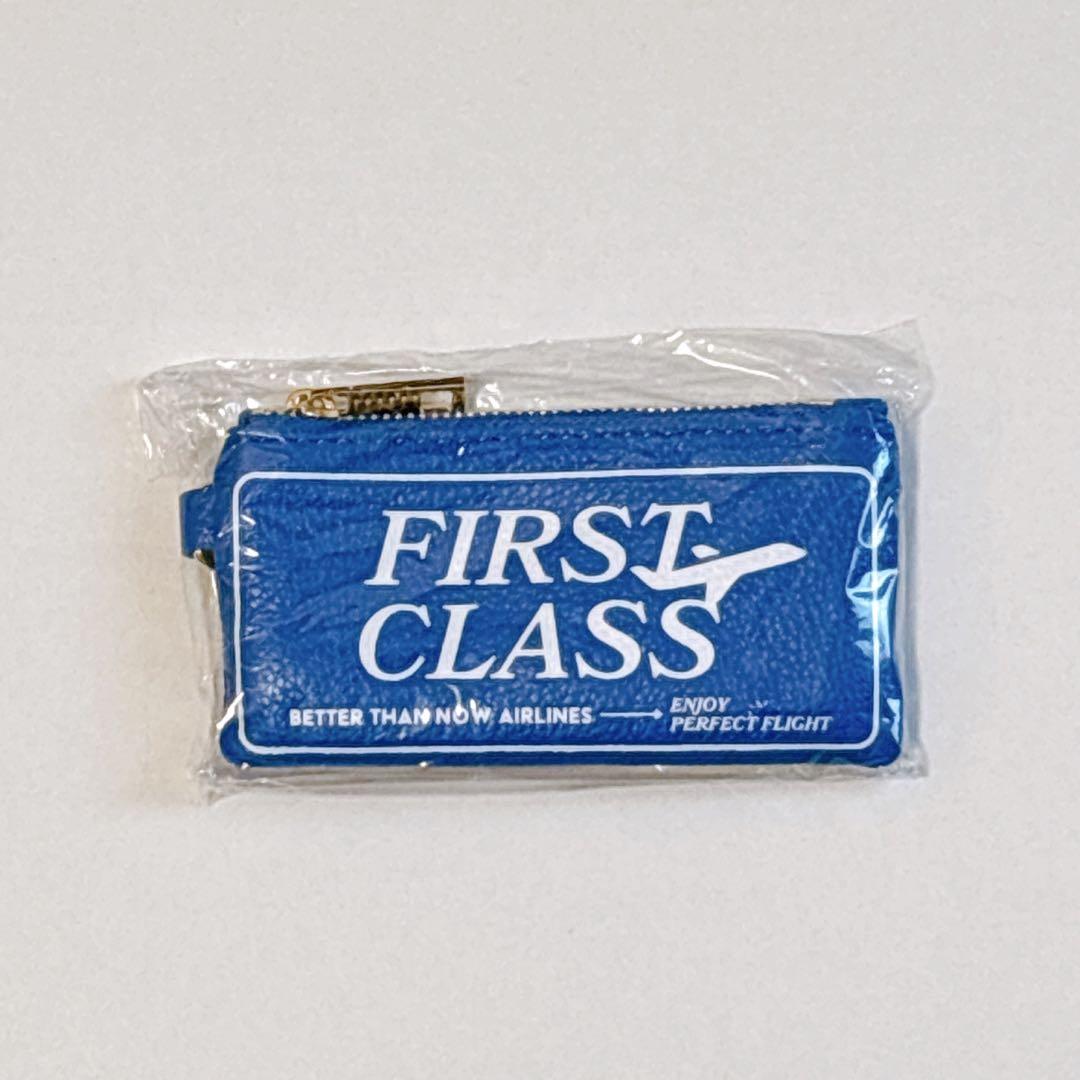 FIRST
CLASS
BETTER THAN NOW AIRLINES
ENJOY
PERFECT FLIGHT